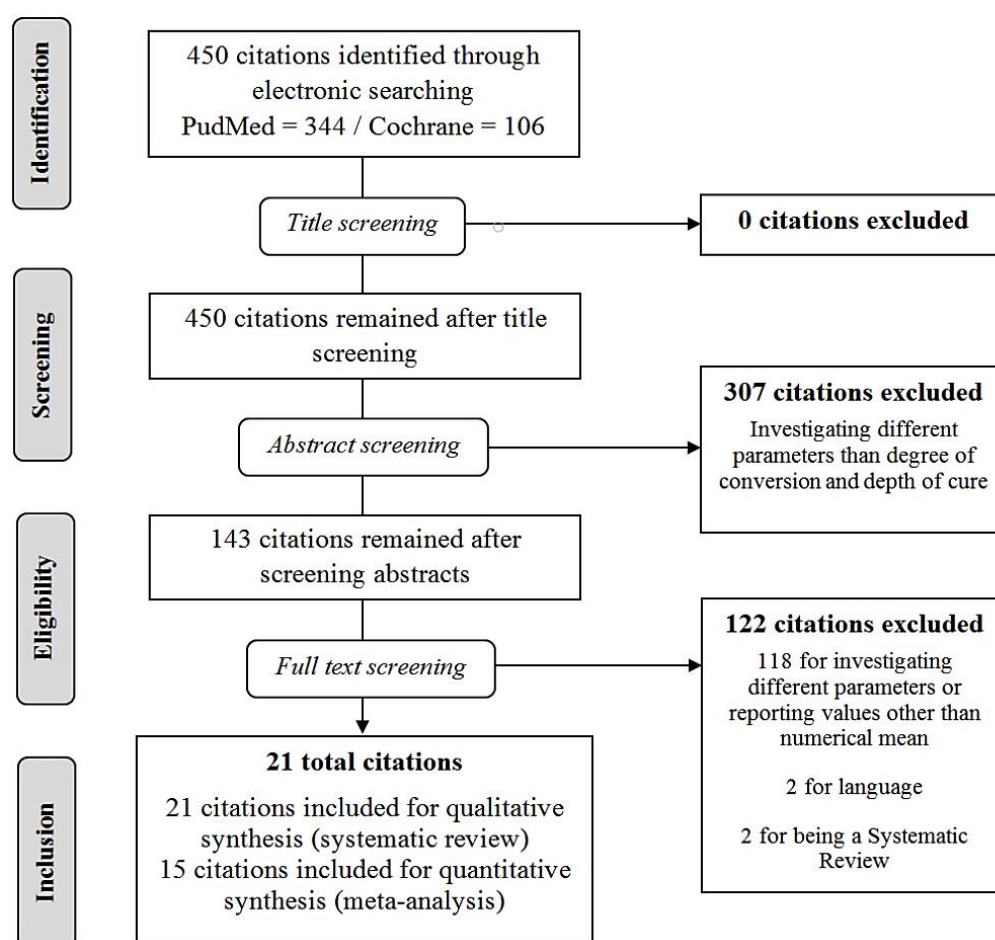 Identification
450 citations identified through
electronic searching
PudMed = 344 / Cochrane = 106
Title screening
0 citations excluded
Screening
450 citations remained after title
screening
Abstract screening
307 citations excluded
Investigating different
parameters than degree of
conversion and depth of cure
Eligibility
143 citations remained after
screening abstracts
Full text screening
122 citations excluded
118 for investigating
different parameters or
reporting values other than
numerical mean
2 for language
2 for being a Systematic
Review
Inclusion
21 total citations
21 citations included for qualitative
synthesis (systematic review)
15 citations included for quantitative
synthesis (meta-analysis)